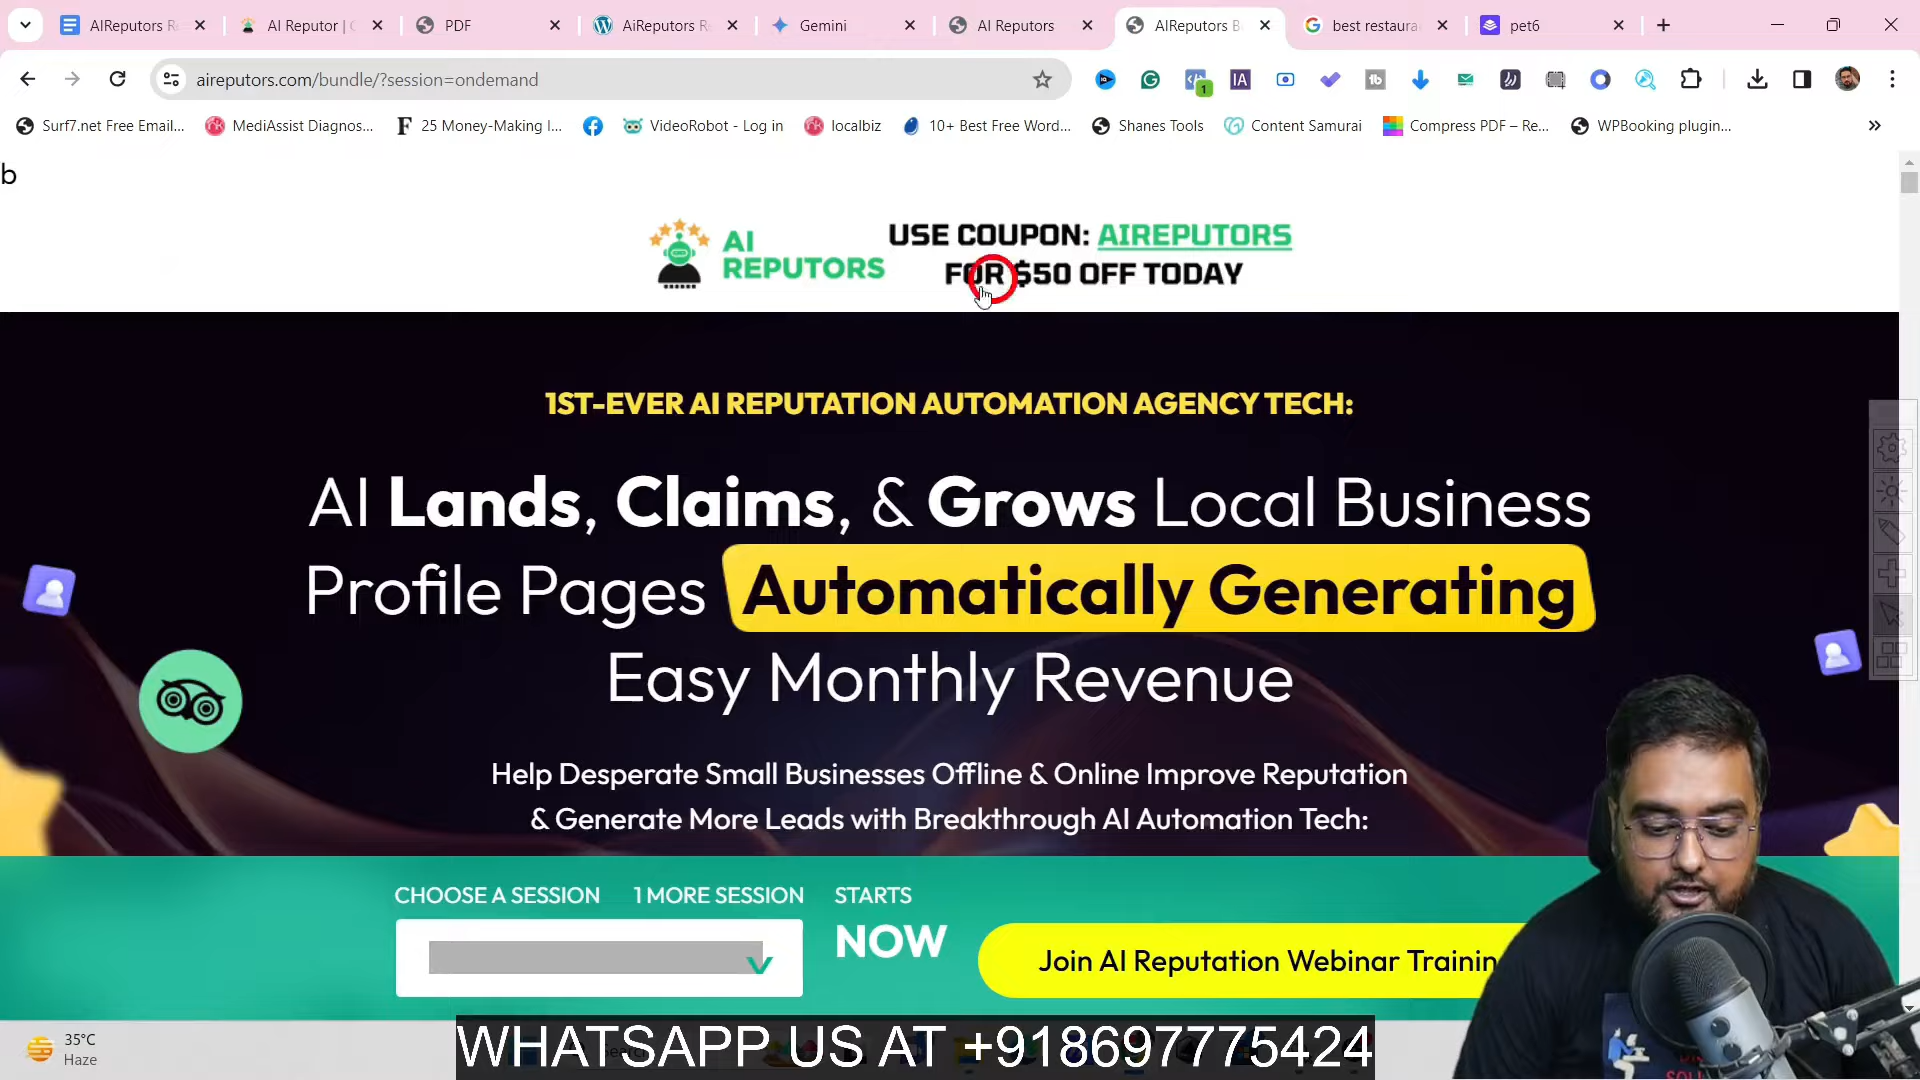 AIReputors R
AI Reputor | C
PDF
AiReputors R
Gemini
AI Reputors
AIReputors B
best restaura
pet6
aireputors.com/bundle/?session=ondemand
1
IA
Surf7.net Free Email...
MediAssist Diagnos...
25 Money-Making I...
VideoRobot - Log in
localbiz
10+ Best Free Word...
Shanes Tools
Content Samurai
Compress PDF – Re...
WPBooking plugin...
b
AI
REPUTORS
USE COUPON: AIREPUTORS
FOR $50 OFF TODAY
1ST-EVER AI REPUTATION AUTOMATION AGENCY TECH:
AI Lands, Claims, & Grows Local Business
Profile Pages Automatically Generating
Easy Monthly Revenue
Help Desperate Small Businesses Offline & Online Improve Reputation
& Generate More Leads with Breakthrough AI Automation Tech:
CHOOSE A SESSION
1 MORE SESSION
STARTS
NOW
Join AI Reputation Webinar Trainin
35°C
Haze
WHATSAPP US AT +918697775424